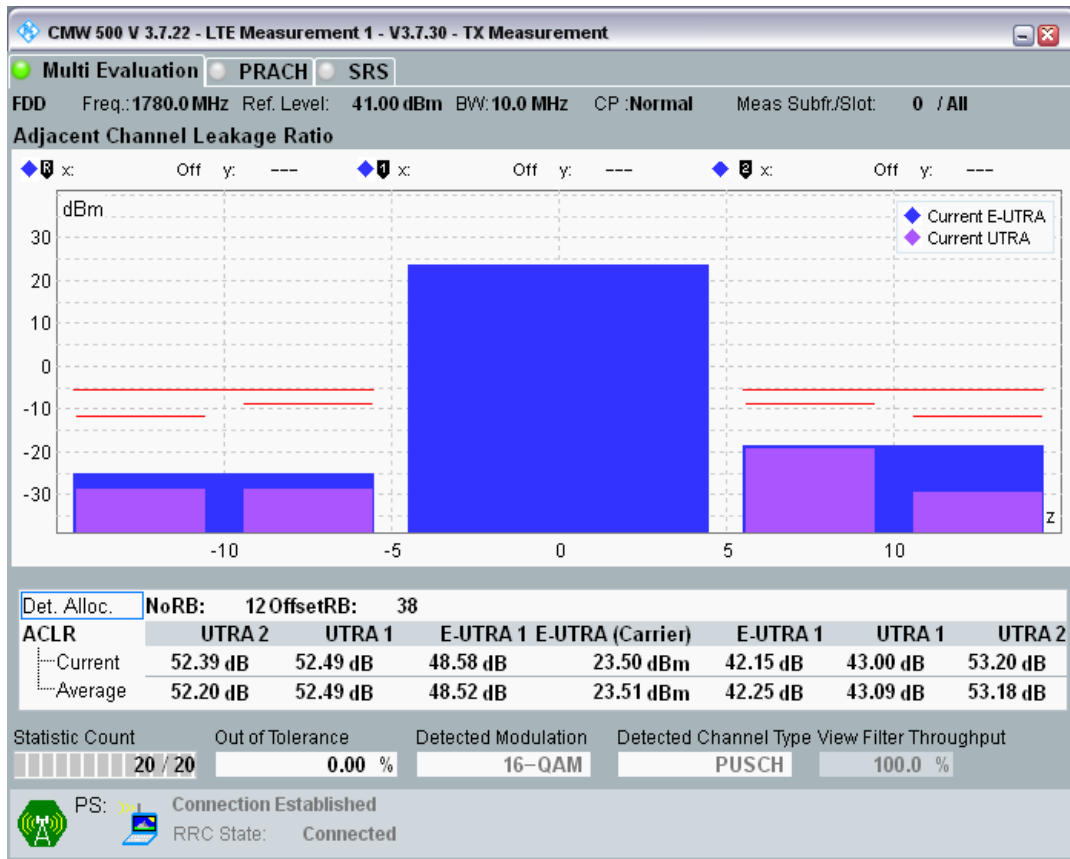 CMW 500 V 3.7.22 - LTE Measurement 1 - V3.7.30 - TX Measurement
Multi Evaluation PRACH SRS
FDD Freq.: 1780.0 MHz Ref. Level: 41.00 dBm BW: 10.0 MHz CP :Normal Meas Subfr./Slot: 0 / All
Adjacent Channel Leakage Ratio
R x: Off y: --- 1 x: Off y: --- 2 x: Off y: ---
dBm
Current E-UTRA
Current UTRA
30
20
10
0
-10
-20
-30
z
-10 -5 0 5 10
Det. Alloc. NoRB: 12 OffsetRB: 38
ACLR UTRA 2 UTRA 1 E-UTRA 1 E-UTRA (Carrier) E-UTRA 1 UTRA 1 UTRA 2
Current 52.39 dB 52.49 dB 48.58 dB 23.50 dBm 42.15 dB 43.00 dB 53.20 dB
Average 52.20 dB 52.49 dB 48.52 dB 23.51 dBm 42.25 dB 43.09 dB 53.18 dB
Statistic Count Out of Tolerance Detected Modulation Detected Channel Type View Filter Throughput
20 / 20 0.00 % 16-QAM PUSCH 100.0 %
PS: Connection Established
RRC State: Connected